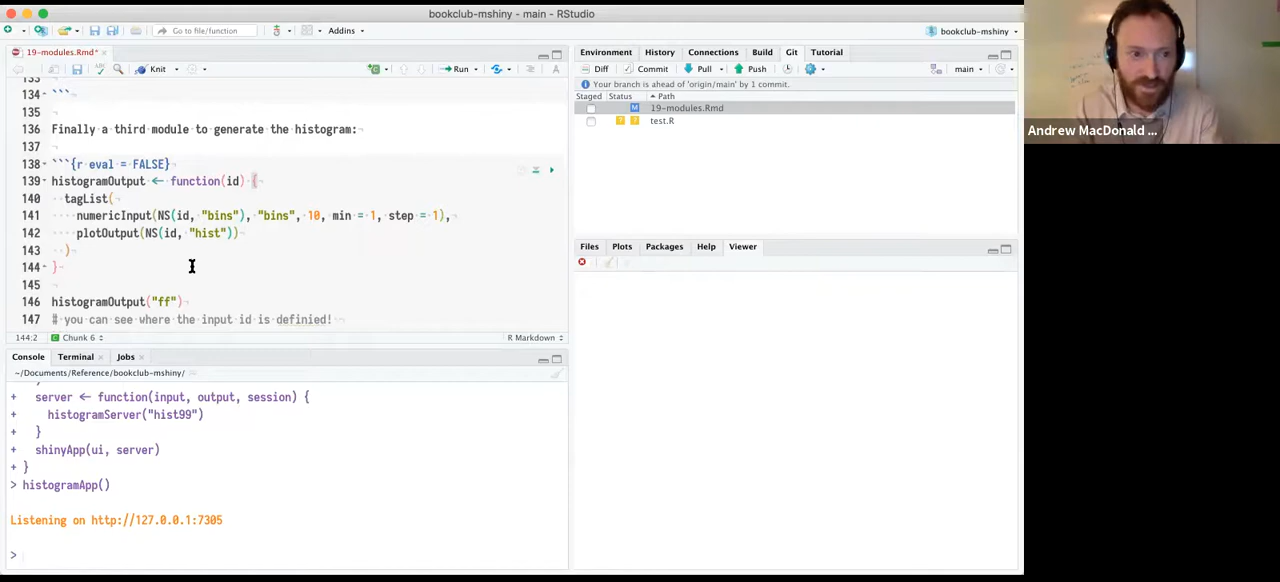 bookclub-mshiny - main - RStudio
Go to file/function
Addins
bookclub-mshiny
19-modules.Rmd*
Knit
Run
133
134 ```
135
136 Finally a third module to generate the histogram:
137
138 ```{r eval = FALSE}
139 histogramOutput <- function(id) {
140 tagList(
141 numericInput(NS(id, "bins"), "bins", 10, min = 1, step = 1),
142 plotOutput(NS(id, "hist"))
143 )
144 }
145
146 histogramOutput("ff")
147 # you can see where the input id is definied!
144:2 Chunk 6 R Markdown
Console Terminal Jobs
~/Documents/Reference/bookclub-mshiny/
+ server <- function(input, output, session) {
+ histogramServer("hist99")
+ }
+ shinyApp(ui, server)
+ }
> histogramApp()
Listening on http://127.0.0.1:7305
>
Environment History Connections Build Git Tutorial
Diff Commit Pull Push main
Your branch is ahead of 'origin/main' by 1 commit.
Staged Status Path
M 19-modules.Rmd
? ? test.R
Files Plots Packages Help Viewer
Andrew MacDonald ...